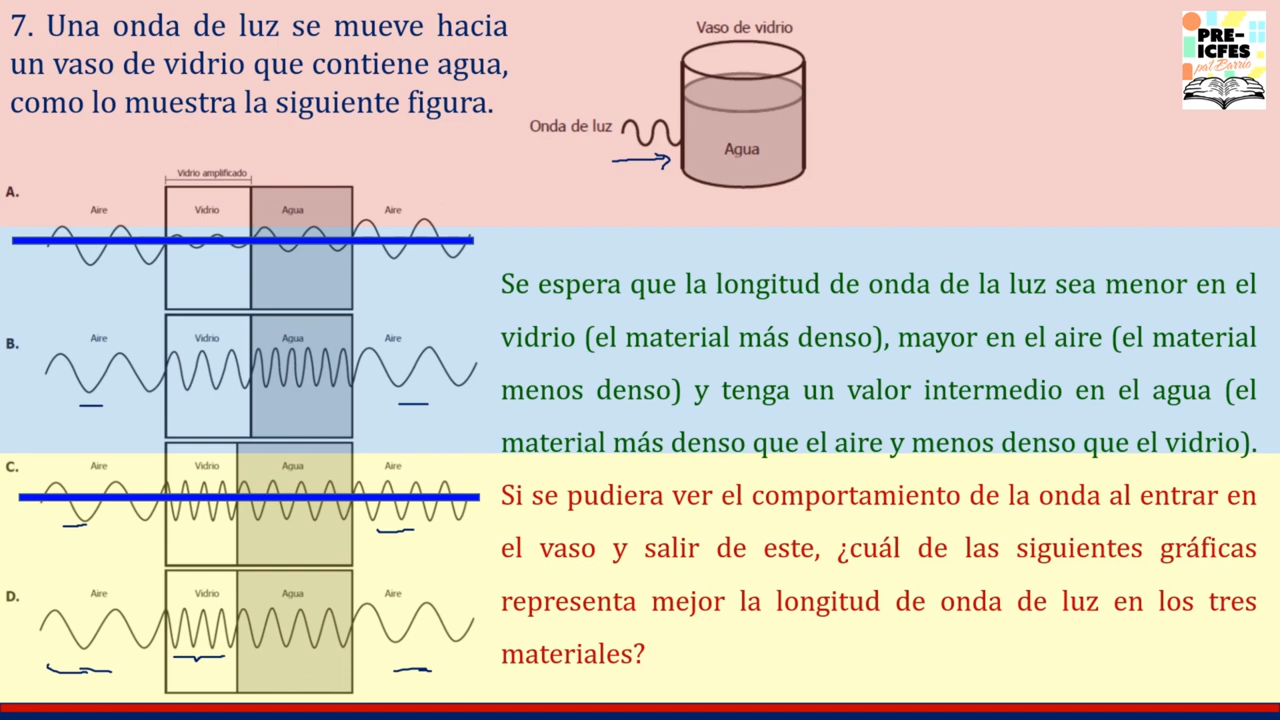 7. Una onda de luz se mueve hacia
un vaso de vidrio que contiene agua,
como lo muestra la siguiente figura.
Vaso de vidrio
Onda de luz
Agua
PRE-
ICFES
pal Barrio
Vidrio amplificado
A.
Aire Vidrio Agua Aire
B.
Aire Vidrio Agua Aire
C.
Aire Vidrio Agua Aire
D.
Aire Vidrio Agua Aire
Se espera que la longitud de onda de la luz sea menor en el
vidrio (el material más denso), mayor en el aire (el material
menos denso) y tenga un valor intermedio en el agua (el
material más denso que el aire y menos denso que el vidrio).
Si se pudiera ver el comportamiento de la onda al entrar en
el vaso y salir de este, ¿cuál de las siguientes gráficas
representa mejor la longitud de onda de luz en los tres
materiales?